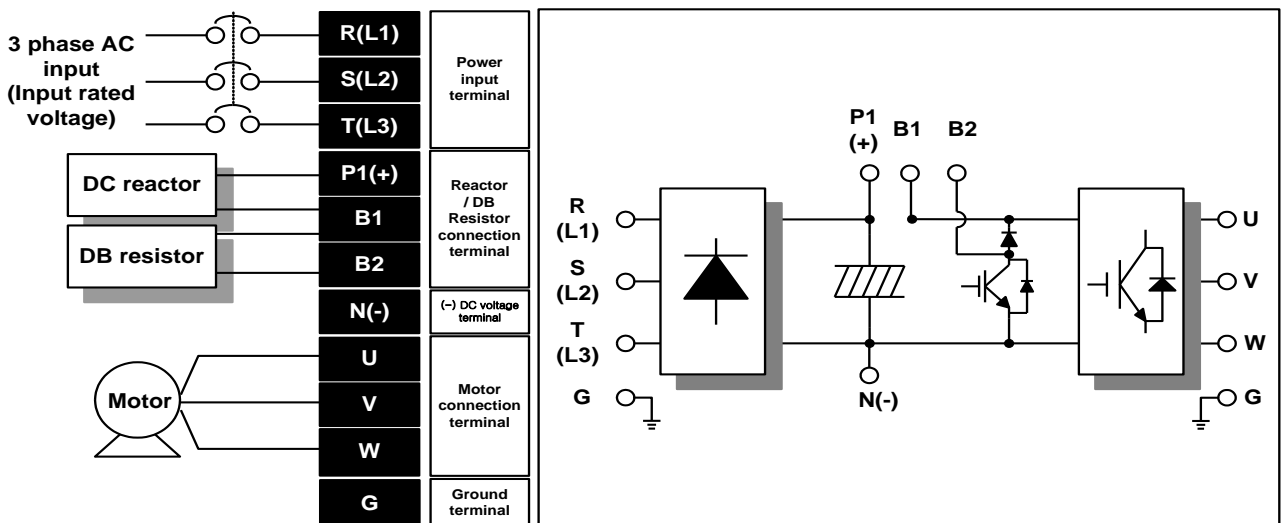 3 phase AC
input
(Input rated
voltage)
R(L1)
S(L2)
T(L3)
Power
input
terminal
DC reactor
DB resistor
P1(+)
B1
B2
Reactor
/ DB
Resistor
connection
terminal
N(-)
(−) DC voltage
terminal
Motor
U
V
W
Motor
connection
terminal
G
Ground
terminal
P1
(+)
B1
B2
R
(L1)
S
(L2)
T
(L3)
G
N(-)
U
V
W
G